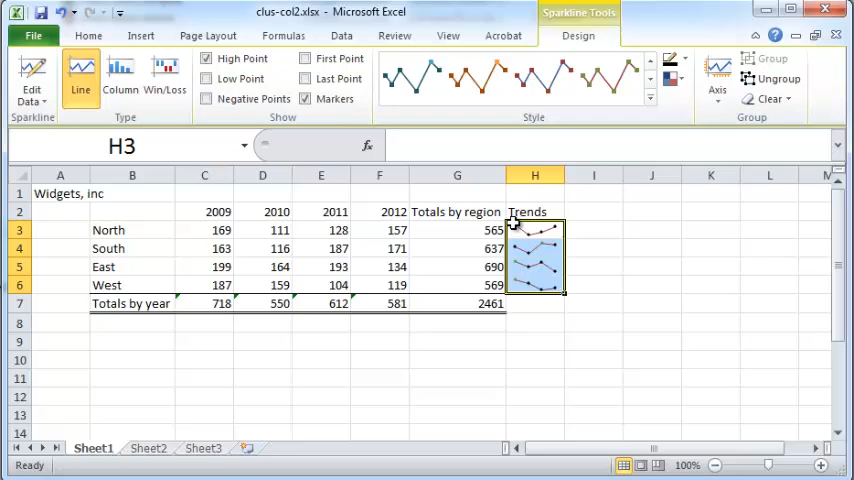 clus-col2.xlsx - Microsoft Excel
Sparkline Tools
File Home Insert Page Layout Formulas Data Review View Acrobat Design
Edit Data
Sparkline
Line Column Win/Loss
Type
High Point First Point
Low Point Last Point
Negative Points Markers
Show
Style
Axis
Group
Ungroup
Clear
Group
H3 fx
A B C D E F G H I J K L M
1 Widgets, inc
2 2009 2010 2011 2012 Totals by region Trends
3 North 169 111 128 157 565
4 South 163 116 187 171 637
5 East 199 164 193 134 690
6 West 187 159 104 119 569
7 Totals by year 718 550 612 581 2461
8
9
10
11
12
13
14
Sheet1 Sheet2 Sheet3
Ready 100%